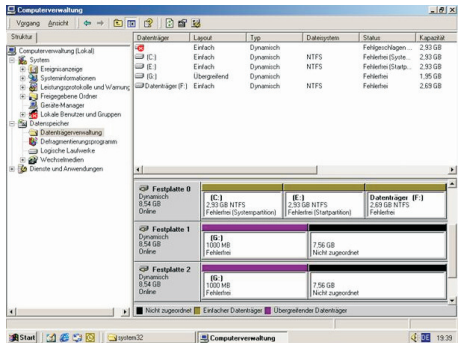 Computerverwaltung
Vorgang Ansicht
Struktur
Computerverwaltung (Lokal)
System
Ereignisanzeige
Systeminformationen
Leistungsprotokolle und Warnung
Freigegebene Ordner
Geräte-Manager
Lokale Benutzer und Gruppen
Datenspeicher
Datenträgerverwaltung
Defragmentierungsprogramm
Logische Laufwerke
Wechselmedien
Dienste und Anwendungen
Datenträger Layout Typ Dateisystem Status Kapazität
Einfach Dynamisch Fehlgeschlagen... 2,93 GB
(C:) Einfach Dynamisch NTFS Fehlerfrei (Syste... 2,93 GB
(E:) Einfach Dynamisch NTFS Fehlerfrei (Startp... 2,93 GB
(G:) Übergreifend Dynamisch Fehlerfrei 1,95 GB
Datenträger (F:) Einfach Dynamisch NTFS Fehlerfrei 2,69 GB
Festplatte 0
Dynamisch
8,54 GB
Online
(C:)
2,93 GB NTFS
Fehlerfrei (Systempartition)
(E:)
2,93 GB NTFS
Fehlerfrei (Startpartition)
Datenträger (F:)
2,69 GB NTFS
Fehlerfrei
Festplatte 1
Dynamisch
8,54 GB
Online
(G:)
1000 MB
Fehlerfrei
7,56 GB
Nicht zugeordnet
Festplatte 2
Dynamisch
8,54 GB
Online
(G:)
1000 MB
Fehlerfrei
7,56 GB
Nicht zugeordnet
Nicht zugeordnet Einfacher Datenträger Übergreifender Datenträger
Start system32 Computerverwaltung DE 19:39